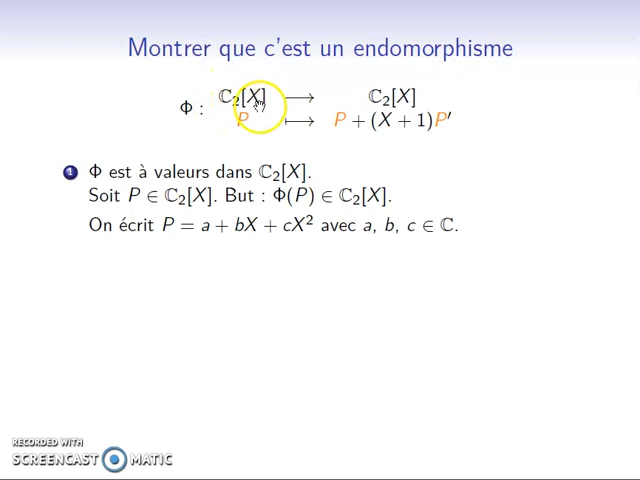 Montrer que c'est un endomorphisme
Φ : ℂ₂[X] ⟶ ℂ₂[X]
P ⟼ P + (X + 1)P′
1 Φ est à valeurs dans ℂ₂[X].
Soit P ∈ ℂ₂[X]. But : Φ(P) ∈ ℂ₂[X].
On écrit P = a + bX + cX² avec a, b, c ∈ ℂ.
RECORDED WITH
SCREENCAST MATIC